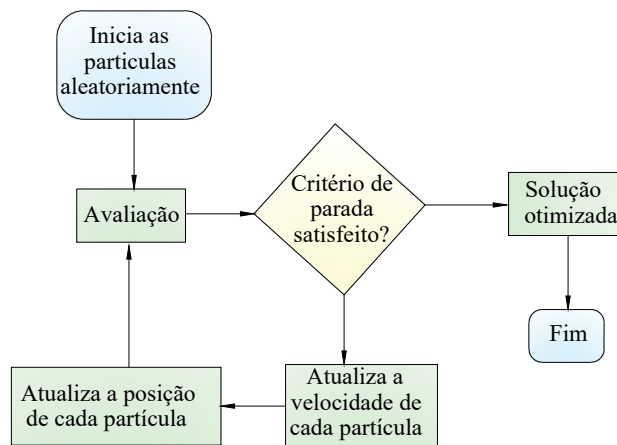 Inicia as
particulas
aleatoriamente
Avaliação
Critério de
parada
satisfeito?
Solução
otimizada
Fim
Atualiza a
velocidade de
cada partícula
Atualiza a posição
de cada partícula